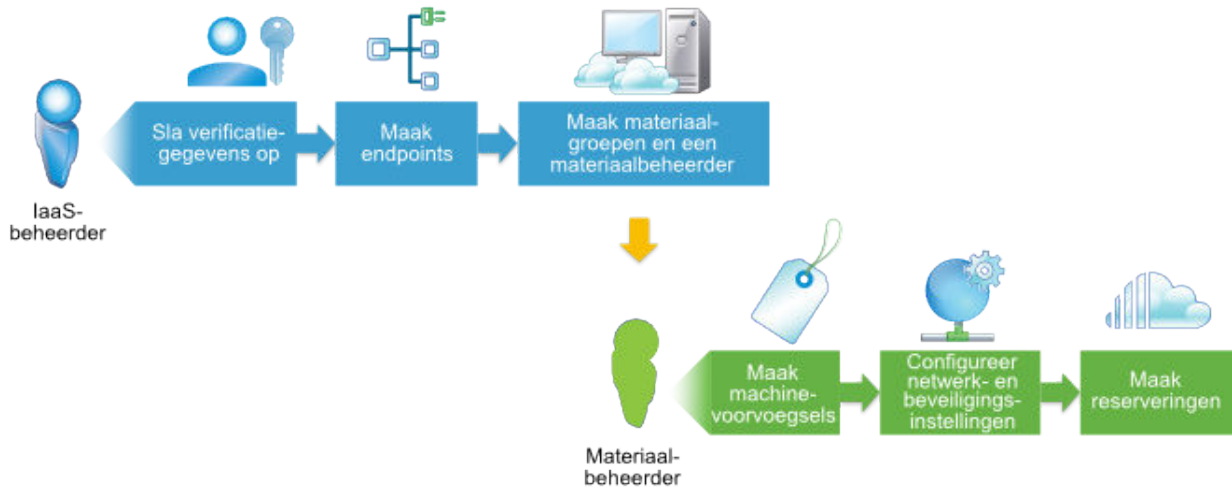 Sla verificatie-
gegevens op
Maak
endpoints
Maak materiaal-
groepen en een
materiaalbeheerder
IaaS-
beheerder
Maak
machine-
voorvoegsels
Configureer
netwerk- en
beveiligings-
instellingen
Maak
reserveringen
Materiaal-
beheerder